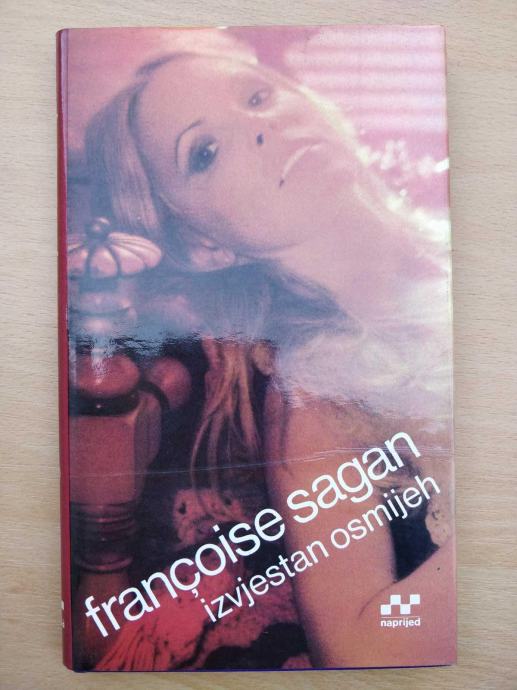 françoise sagan
izvjestan osmijeh
naprijed